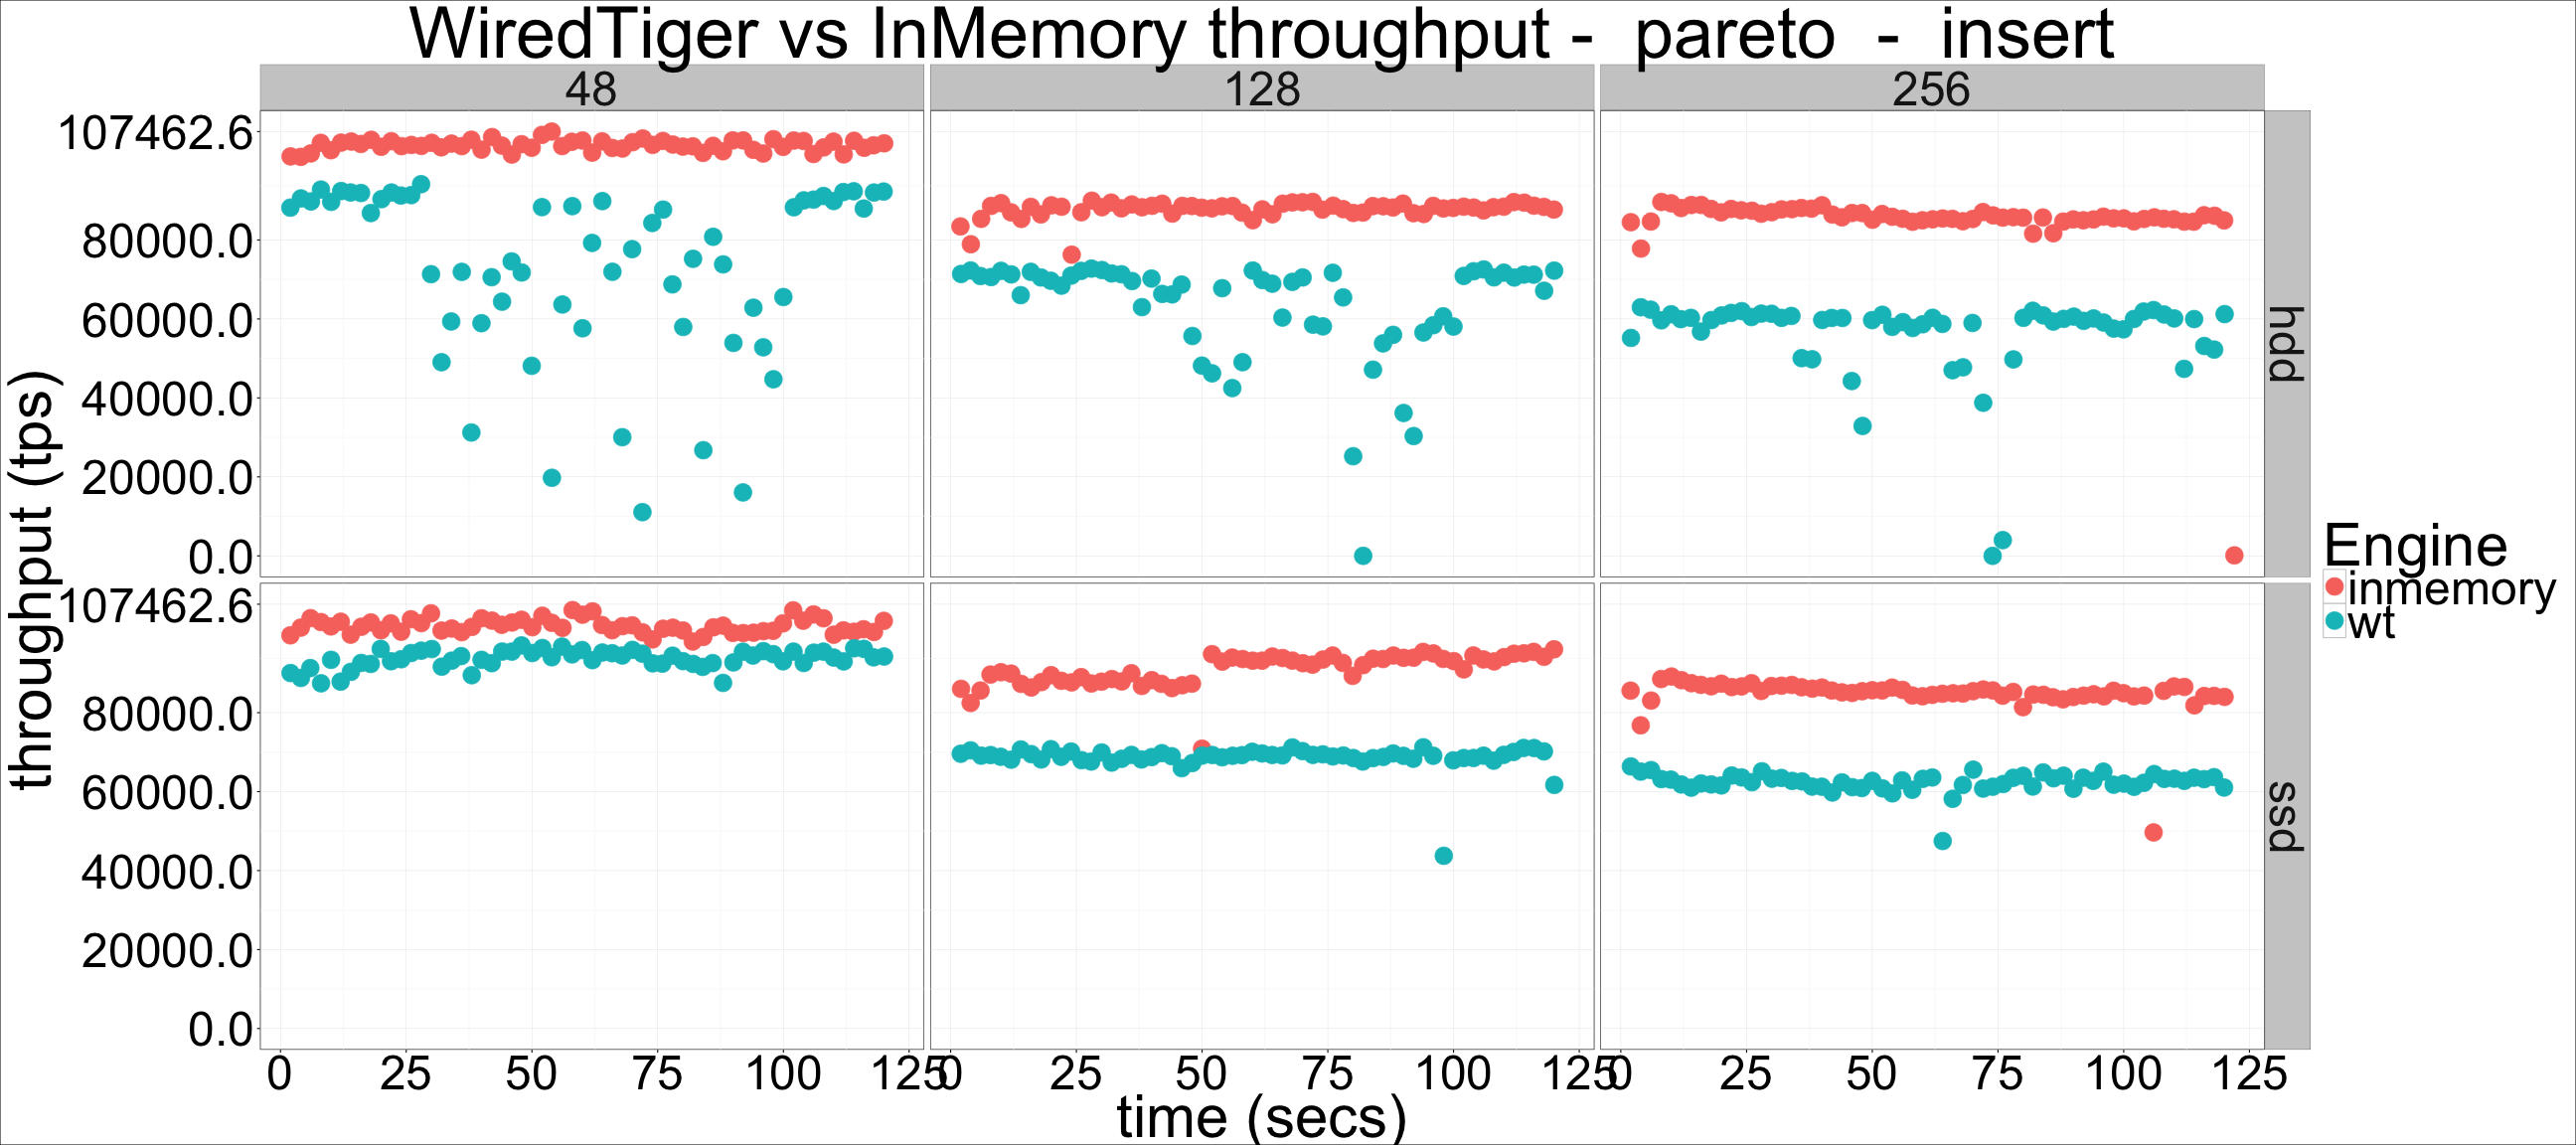 WiredTiger vs InMemory throughput - pareto - insert
48 128 256
throughput (tps)
107462.6
80000.0
60000.0
40000.0
20000.0
0.0
hdd
107462.6
80000.0
60000.0
40000.0
20000.0
0.0
ssd
0 25 50 75 100 125
0 25 50 75 100 125
0 25 50 75 100 125
time (secs)
Engine
inmemory
wt